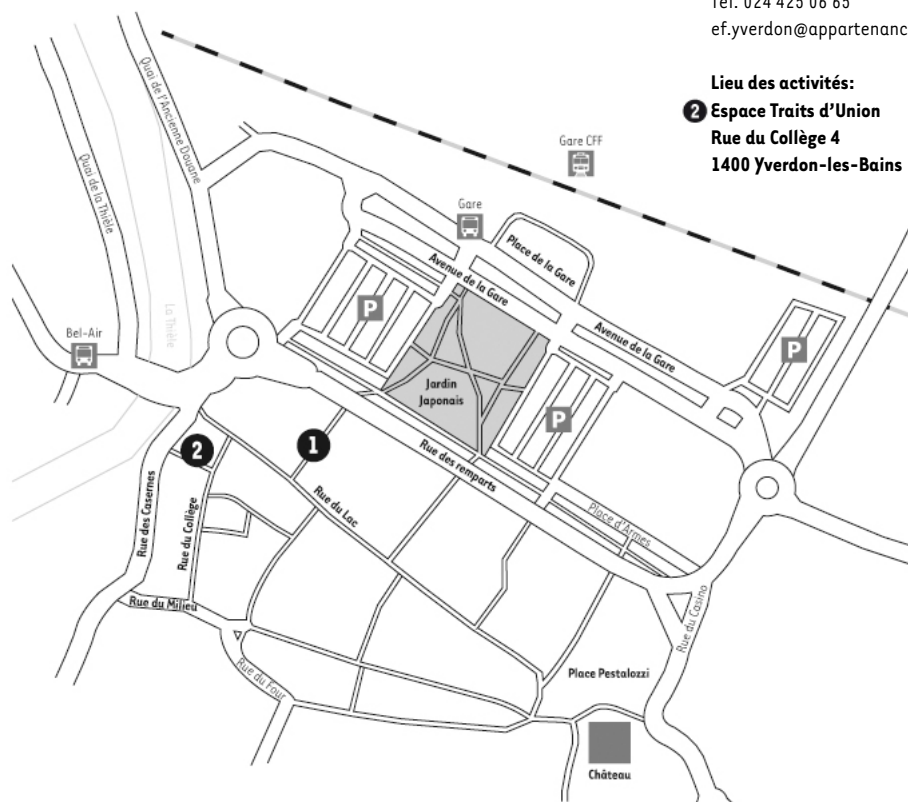 Tél. 024 425 06 65
ef.yverdon@appartenanc
Lieu des activités:
2 Espace Traits d’Union
Rue du Collège 4
1400 Yverdon-les-Bains
Quai de l'Ancienne Douane
Quai de la Thièle
La Thièle
Gare CFF
Gare
Place de la Gare
Avenue de la Gare
Avenue de la Gare
P
P
P
Bel-Air
Jardin
Japonais
1
2
Rue des remparts
Rue du Lac
Place d'Armes
Rue des Casernes
Rue du Collège
Rue du Milieu
Rue du Four
Rue du Casino
Place Pestalozzi
Château